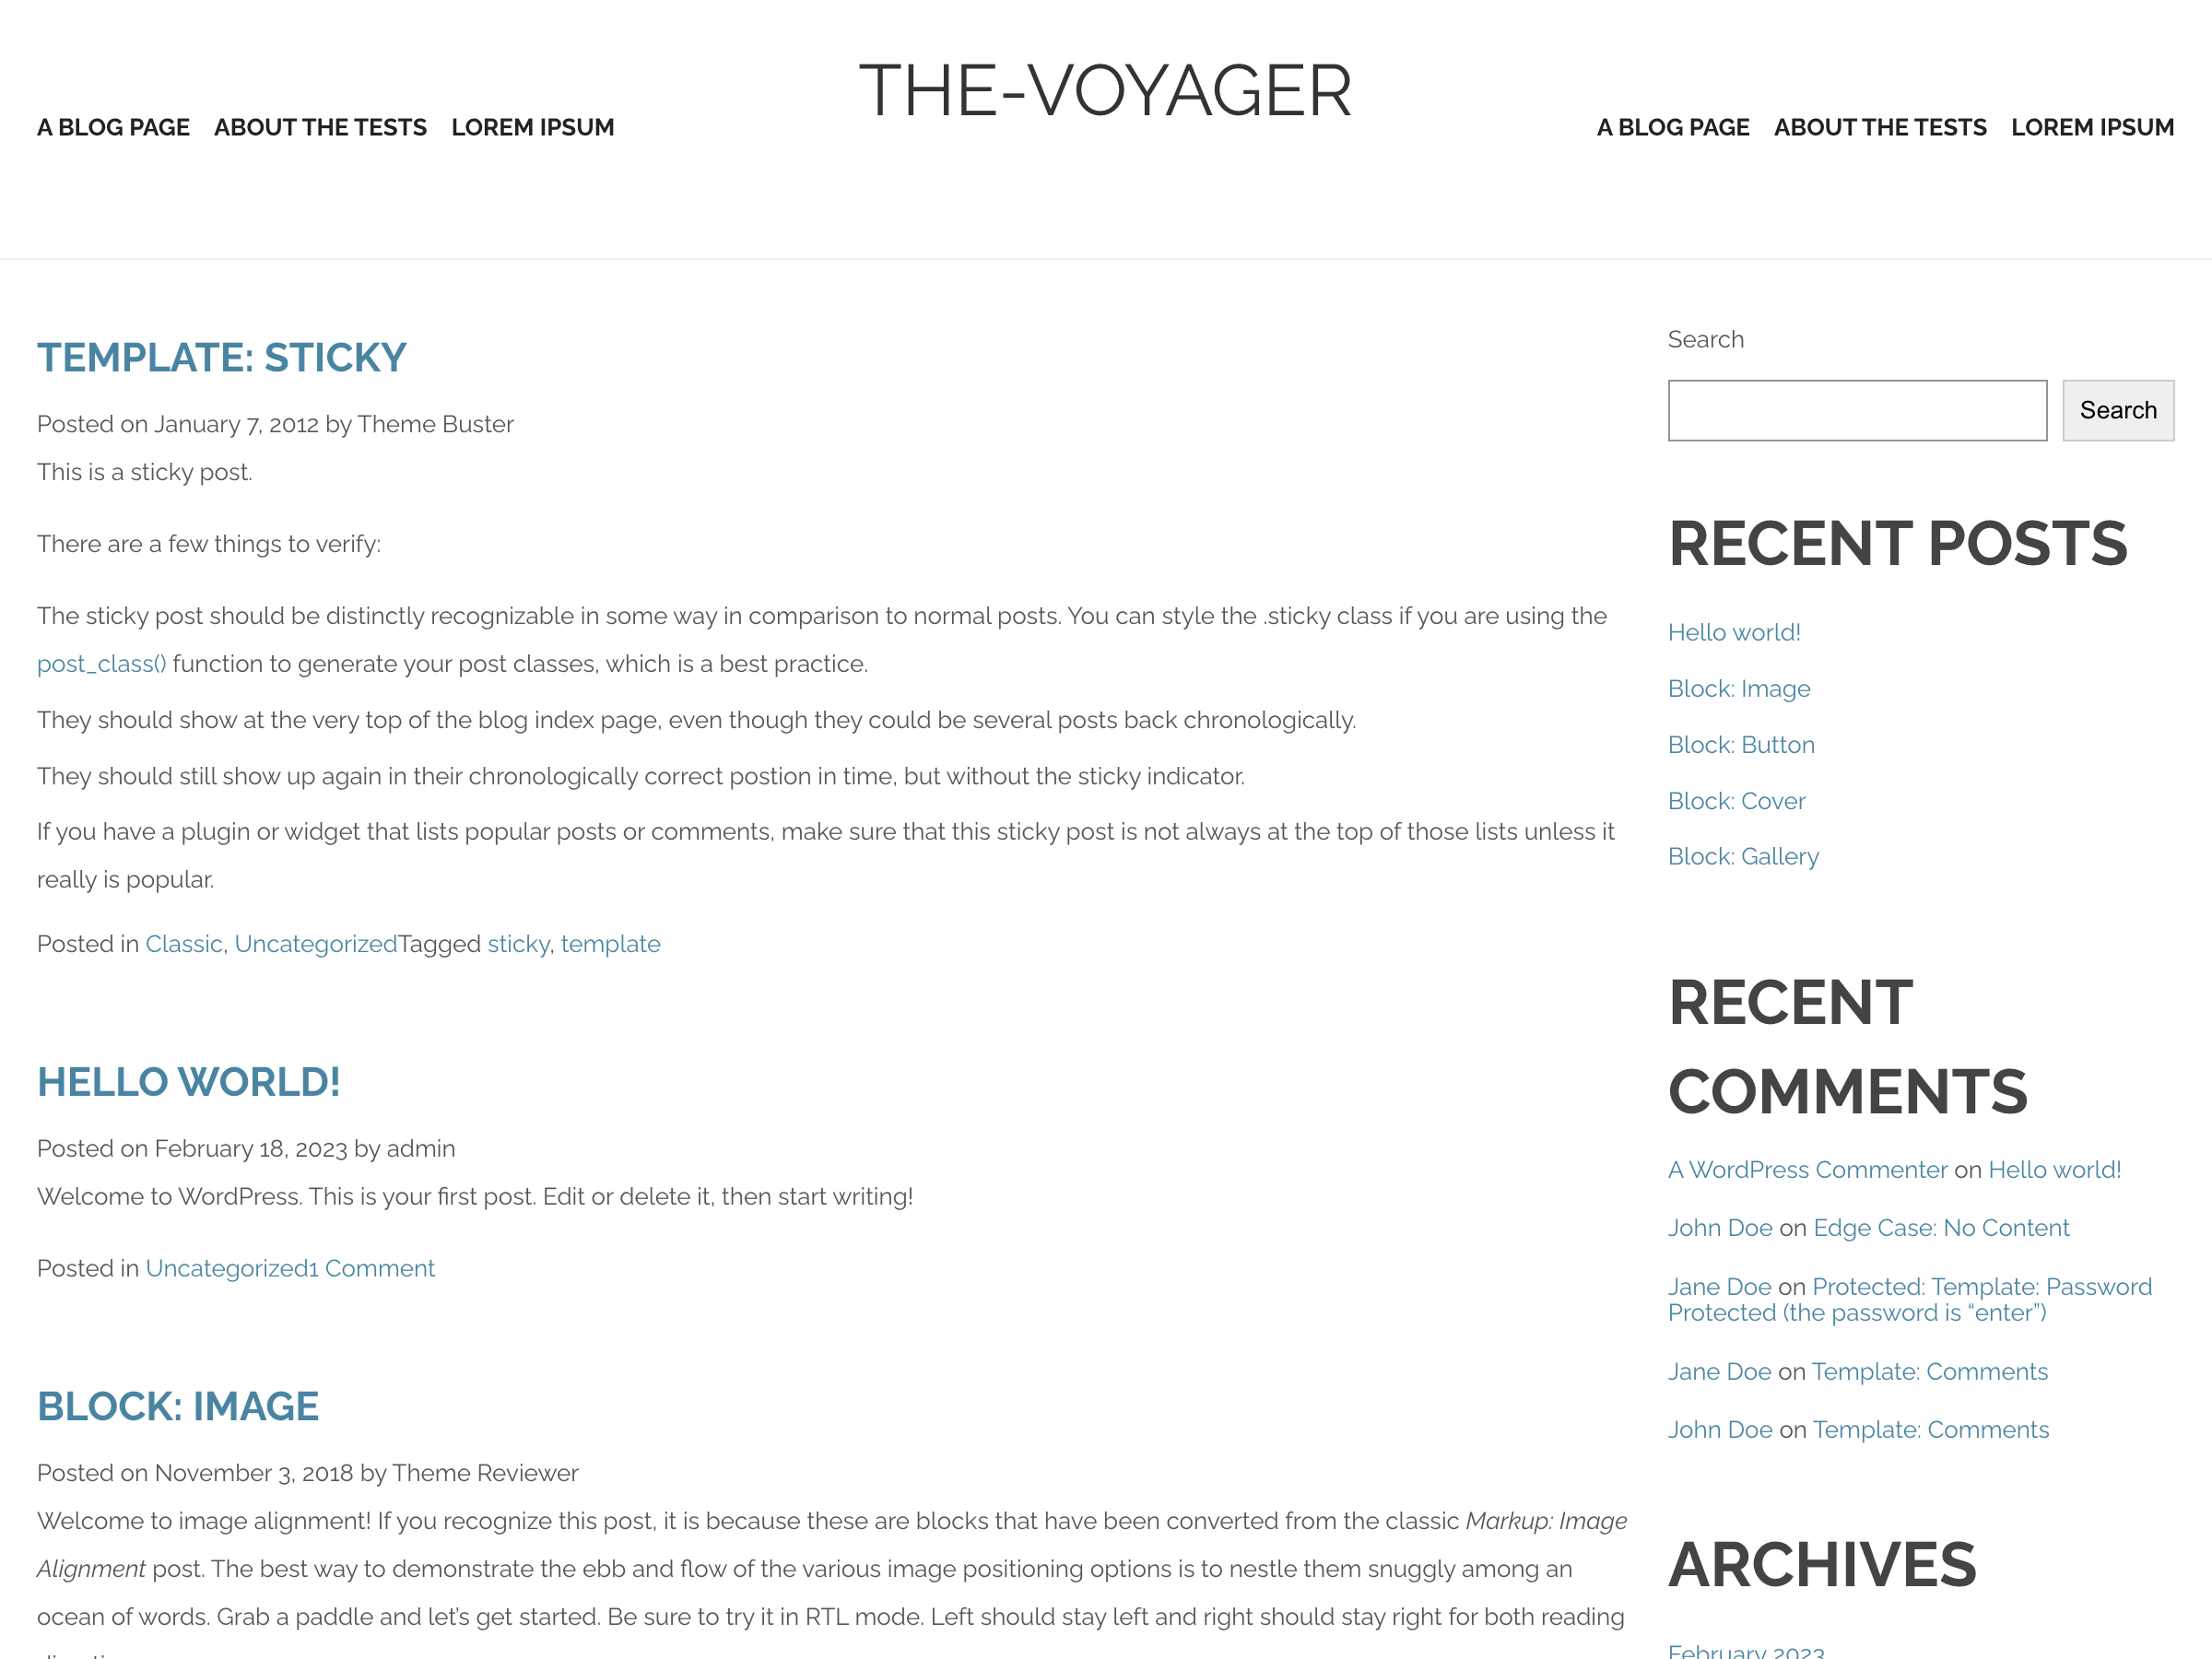 THE-VOYAGER
A BLOG PAGE ABOUT THE TESTS LOREM IPSUM
A BLOG PAGE ABOUT THE TESTS LOREM IPSUM
TEMPLATE: STICKY
Posted on January 7, 2012 by Theme Buster
This is a sticky post.
There are a few things to verify:
The sticky post should be distinctly recognizable in some way in comparison to normal posts. You can style the .sticky class if you are using the
post_class() function to generate your post classes, which is a best practice.
They should show at the very top of the blog index page, even though they could be several posts back chronologically.
They should still show up again in their chronologically correct postion in time, but without the sticky indicator.
If you have a plugin or widget that lists popular posts or comments, make sure that this sticky post is not always at the top of those lists unless it
really is popular.
Posted in Classic, UncategorizedTagged sticky, template
HELLO WORLD!
Posted on February 18, 2023 by admin
Welcome to WordPress. This is your first post. Edit or delete it, then start writing!
Posted in Uncategorized1 Comment
BLOCK: IMAGE
Posted on November 3, 2018 by Theme Reviewer
Welcome to image alignment! If you recognize this post, it is because these are blocks that have been converted from the classic Markup: Image
Alignment post. The best way to demonstrate the ebb and flow of the various image positioning options is to nestle them snuggly among an
ocean of words. Grab a paddle and let's get started. Be sure to try it in RTL mode. Left should stay left and right should stay right for both reading
Search
Search
RECENT POSTS
Hello world!
Block: Image
Block: Button
Block: Cover
Block: Gallery
RECENT
COMMENTS
A WordPress Commenter on Hello world!
John Doe on Edge Case: No Content
Jane Doe on Protected: Template: Password
Protected (the password is “enter”)
Jane Doe on Template: Comments
John Doe on Template: Comments
ARCHIVES
February 2023